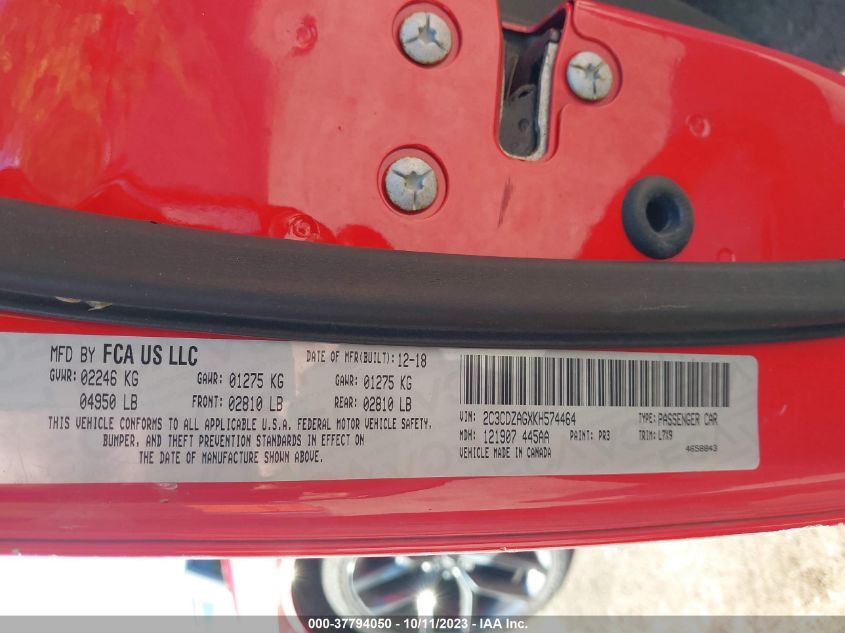 MFD BY FCA US LLC
DATE OF MFR(BUILT): 12-18
GVWR: 02246 KG GAWR: 01275 KG GAWR: 01275 KG
04950 LB FRONT: 02810 LB REAR: 02810 LB
THIS VEHICLE CONFORMS TO ALL APPLICABLE U.S.A. FEDERAL MOTOR VEHICLE SAFETY,
BUMPER, AND THEFT PREVENTION STANDARDS IN EFFECT ON
THE DATE OF MANUFACTURE SHOWN ABOVE.
VIN: 2C3CDZAGXKH574464 TYPE: PASSENGER CAR
MDH: 121907 445AA PAINT: PR3 TRIM: L7X9
VEHICLE MADE IN CANADA 4658843
000-37794050 - 10/11/2023 - IAA Inc.